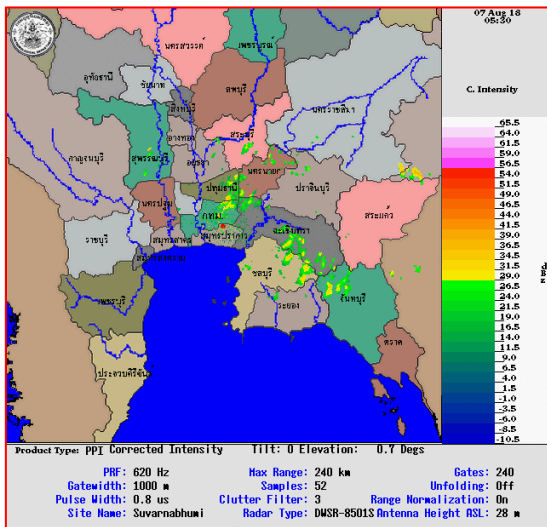 07 Aug 18
05:30
C. Intensity
นครสวรรค์
เพชรบูรณ์
อุทัยธานี
ชัยนาท
ลพบุรี
สิงห์บุรี
นครราชสีมา
อ่างทอง
สระบุรี
กาญจนบุรี
สุพรรณบุรี
อยุธยา
นครนายก
ปทุมธานี
ปราจีนบุรี
นครปฐม
กทม.
สระแก้ว
ราชบุรี
สมุทรสาคร
สมุทรปราการ
ฉะเชิงเทรา
สมุทรสงคราม
ชลบุรี
เพชรบุรี
ระยอง
จันทบุรี
ตราด
ประจวบคีรีขันธ์
65.5
64.0
61.5
59.0
56.5
54.0
51.5
49.0
46.5
44.0
41.5
39.0
36.5
34.0
31.5
29.0
26.5
24.0
21.5
19.0
16.5
14.0
11.5
9.0
6.5
4.0
1.5
-1.0
-3.5
-6.0
-8.5
-10.5
Product Type: PPI Corrected Intensity Tilt: 0 Elevation: 0.7 Degs
PRF: 620 Hz Max Range: 240 km Gates: 240
Gatewidth: 1000 m Samples: 52 Unfolding: Off
Pulse Width: 0.8 us Clutter Filter: 3 Range Normalization: On
Site Name: Suvarnabhumi Radar Type: DWSR-8501S Antenna Height ASL: 28 m